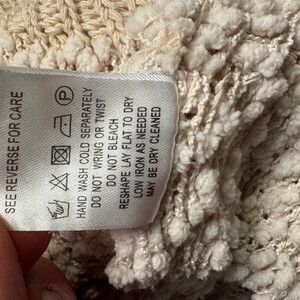 SEE REVERSE FOR CARE
P
HAND WASH COLD SEPARATELY
DO NOT WRING OR TWIST
DO NOT BLEACH
RESHAPE LAY FLAT TO DRY
LOW IRON AS NEEDED
MAY BE DRY CLEANED